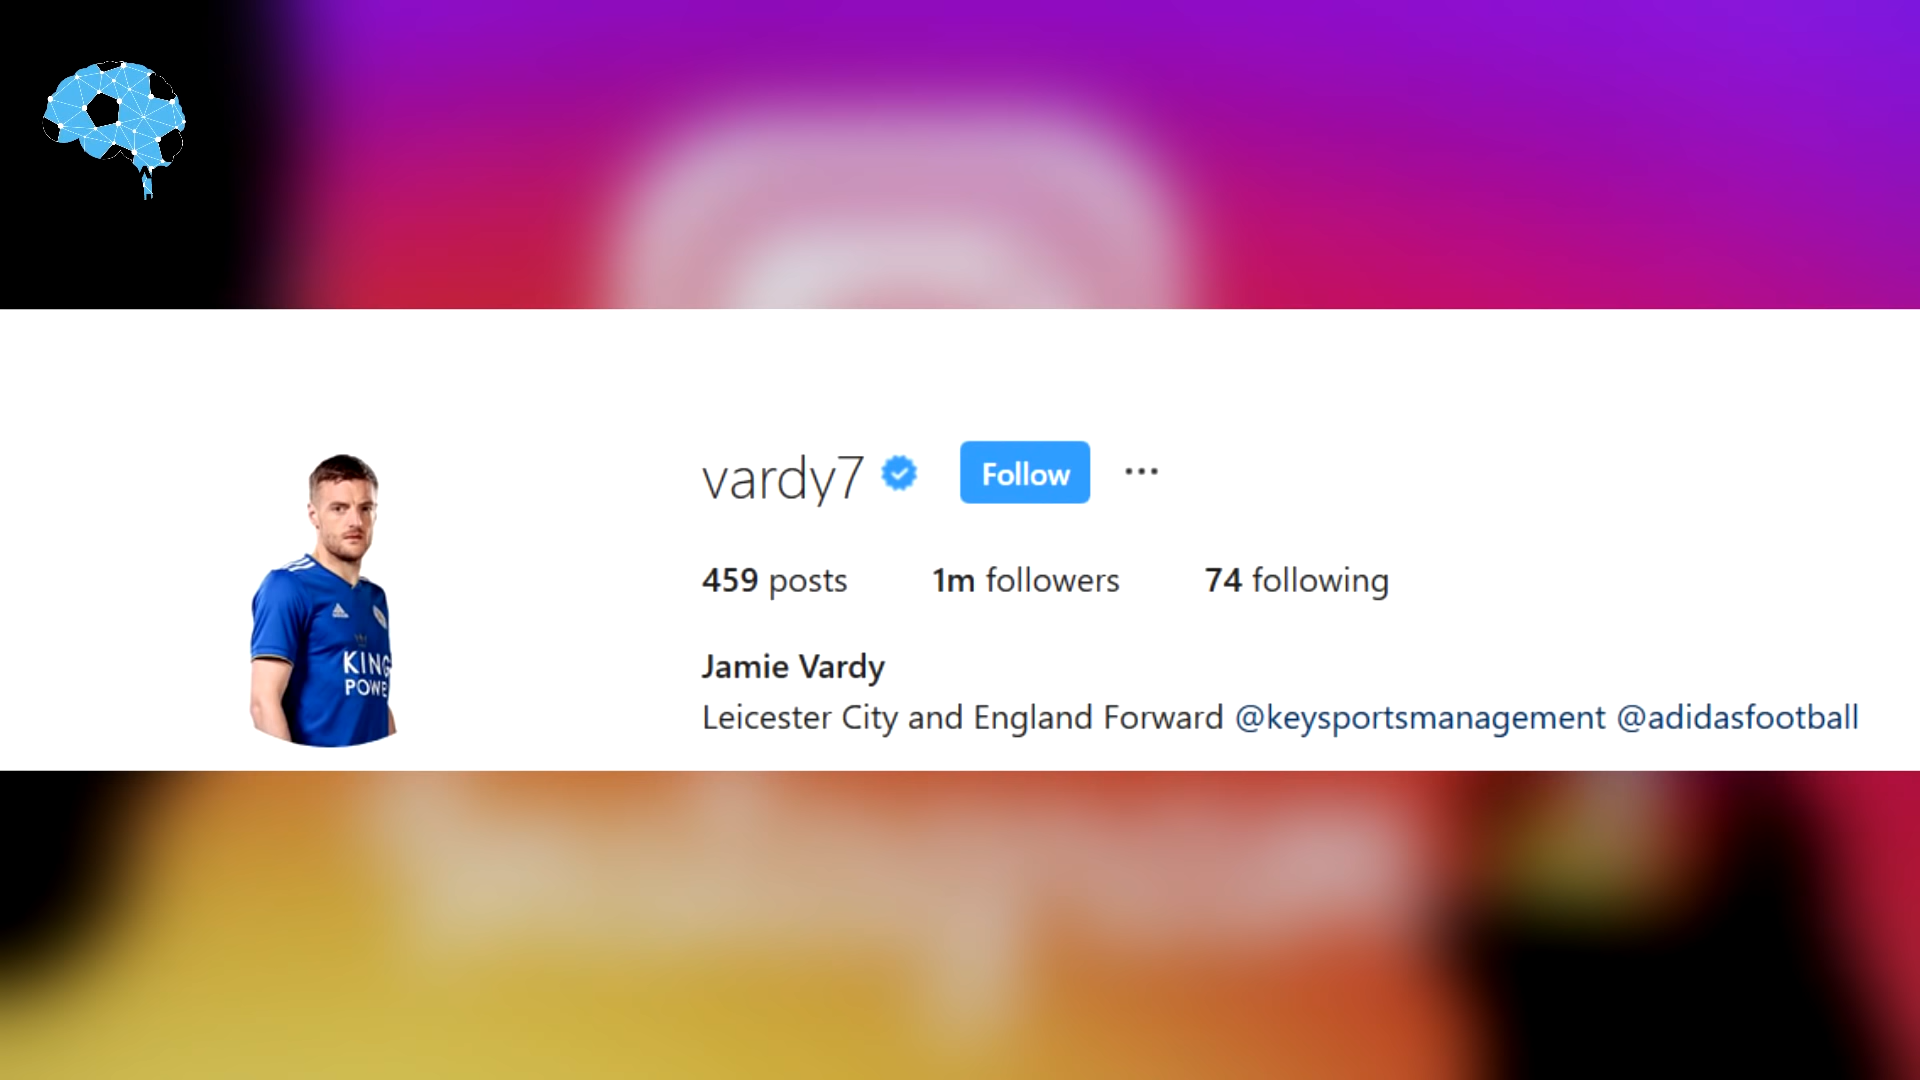 vardy7 Follow ...
459 posts 1m followers 74 following
Jamie Vardy
Leicester City and England Forward @keysportsmanagement @adidasfootball
KING
POWE